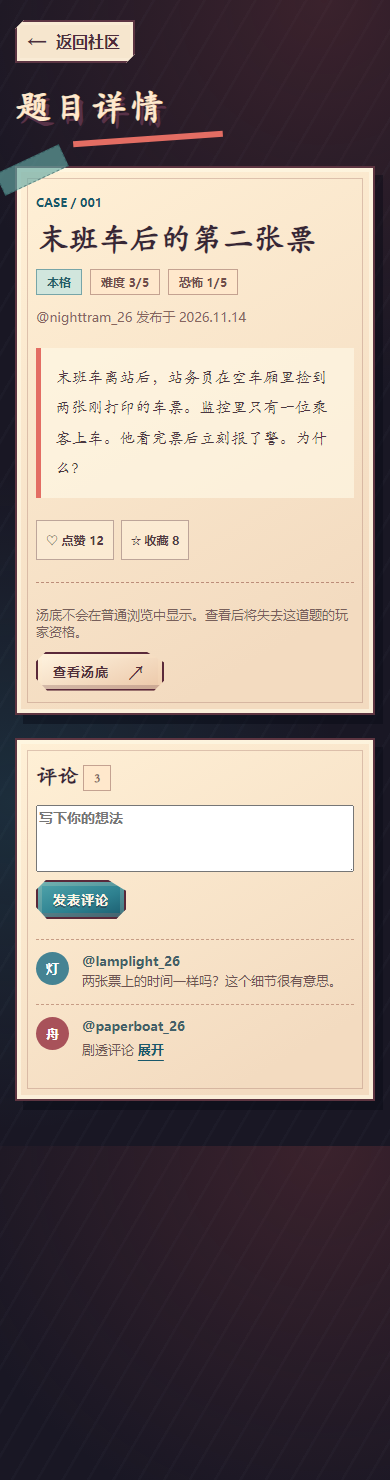 ← 返回社区
题目详情
CASE / 001
末班车后的第二张票
本格 难度 3/5 恐怖 1/5
@nighttram_26 发布于 2026.11.14
末班车离站后，站务员在空车厢里捡到
两张刚打印的车票。监控里只有一位乘
客上车。他看完票后立刻报了警。为什
么？
♡ 点赞 12 ☆ 收藏 8
汤底不会在普通浏览中显示。查看后将失去这道题的玩
家资格。
查看汤底 ↗
评论 3
写下你的想法
发表评论
灯 @lamplight_26
两张票上的时间一样吗？这个细节很有意思。
舟 @paperboat_26
剧透评论 展开